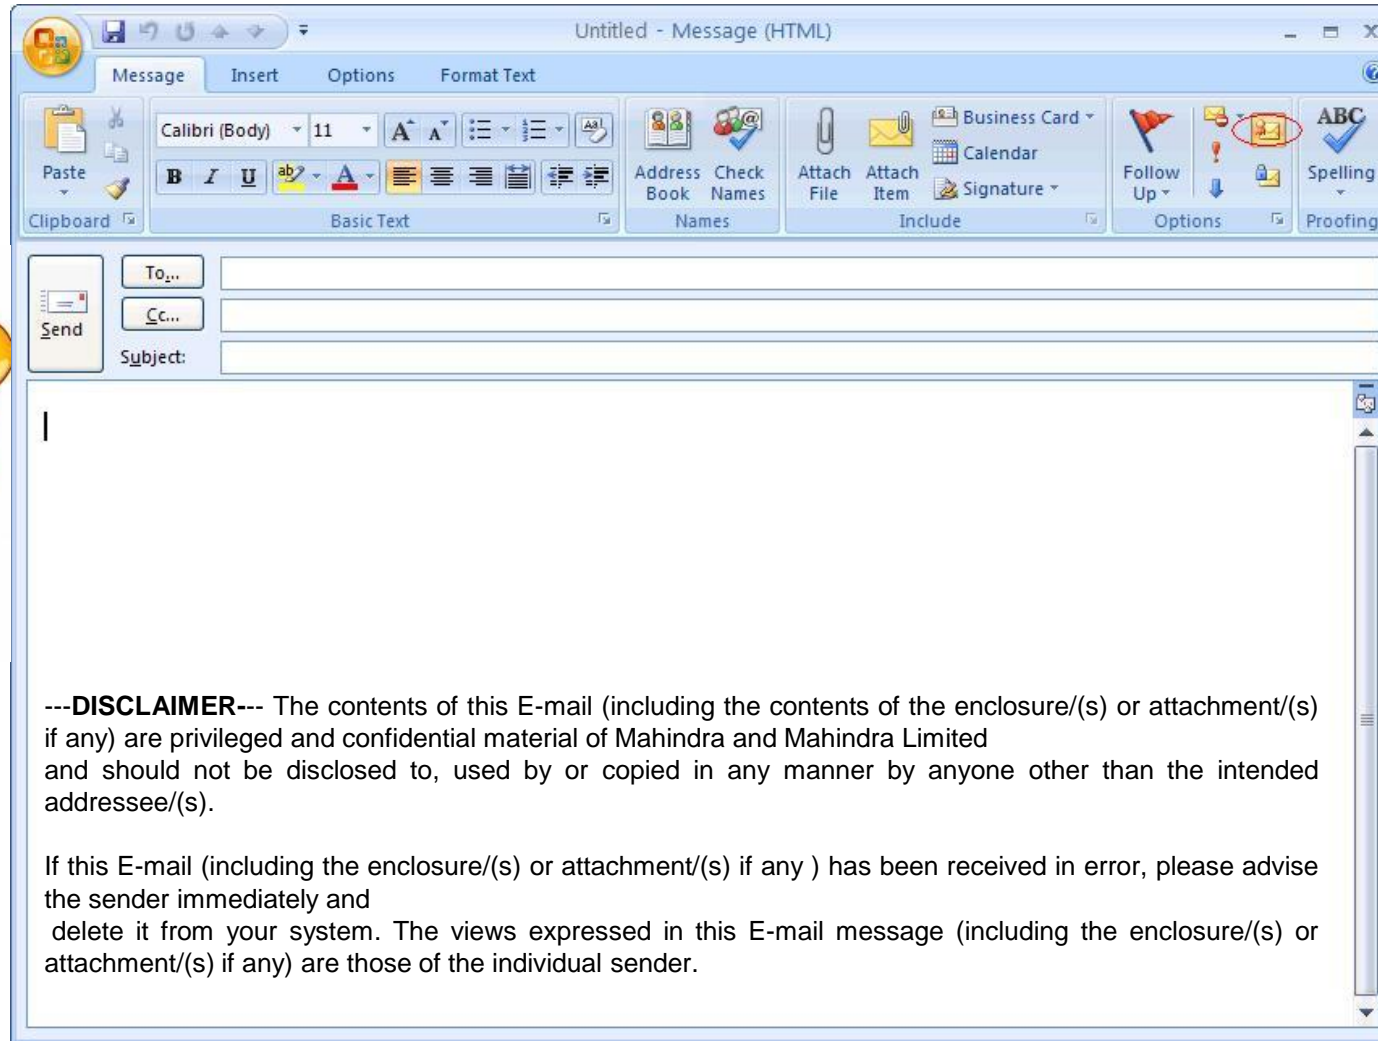 Untitled - Message (HTML)
Message Insert Options Format Text
Calibri (Body) 11 A A Aa
Business Card
ABC
Calendar
Paste B I U ab A Address Check Attach Attach Signature Follow Spelling
Book Names File Item Up
Clipboard Basic Text Names Include Options Proofing
To...
Cc...
Send
Subject:
---DISCLAIMER--- The contents of this E-mail (including the contents of the enclosure/(s) or attachment/(s)
if any) are privileged and confidential material of Mahindra and Mahindra Limited
and should not be disclosed to, used by or copied in any manner by anyone other than the intended
addressee/(s).
If this E-mail (including the enclosure/(s) or attachment/(s) if any ) has been received in error, please advise
the sender immediately and
delete it from your system. The views expressed in this E-mail message (including the enclosure/(s) or
attachment/(s) if any) are those of the individual sender.